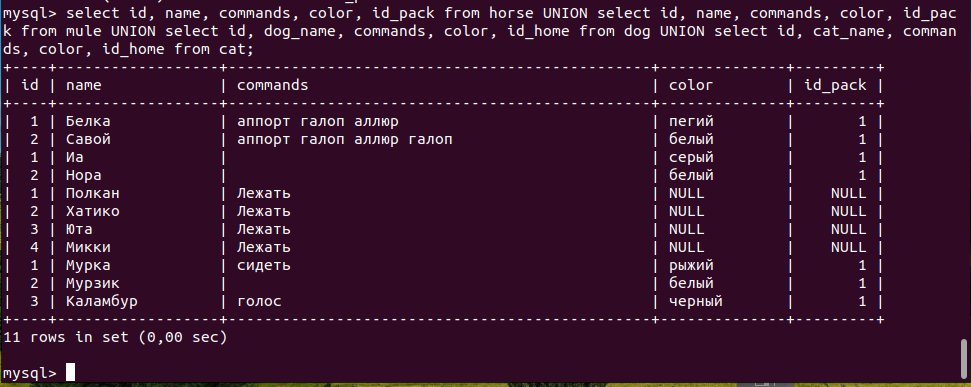 mysql> select id, name, commands, color, id_pack from horse UNION select id, name, commands, color, id_pac
k from mule UNION select id, dog_name, commands, color, id_home from dog UNION select id, cat_name, comman
ds, color, id_home from cat;
+----+------------------+-----------------------------------------------+--------------+---------+
| id | name             | commands                                      | color        | id_pack |
+----+------------------+-----------------------------------------------+--------------+---------+
|  1 | Белка            | аппорт галоп аллюр                            | пегий        |       1 |
|  2 | Савой            | аппорт галоп аллюр галоп                      | белый        |       1 |
|  1 | Иа               |                                               | серый        |       1 |
|  2 | Нора             |                                               | белый        |       1 |
|  1 | Полкан           | Лежать                                        | NULL         |    NULL |
|  2 | Хатико           | Лежать                                        | NULL         |    NULL |
|  3 | Юта              | Лежать                                        | NULL         |    NULL |
|  4 | Микки            | Лежать                                        | NULL         |    NULL |
|  1 | Мурка            | сидеть                                        | рыжий        |       1 |
|  2 | Мурзик           |                                               | белый        |       1 |
|  3 | Каламбур         | голос                                         | черный       |       1 |
+----+------------------+-----------------------------------------------+--------------+---------+
11 rows in set (0,00 sec)
mysql>